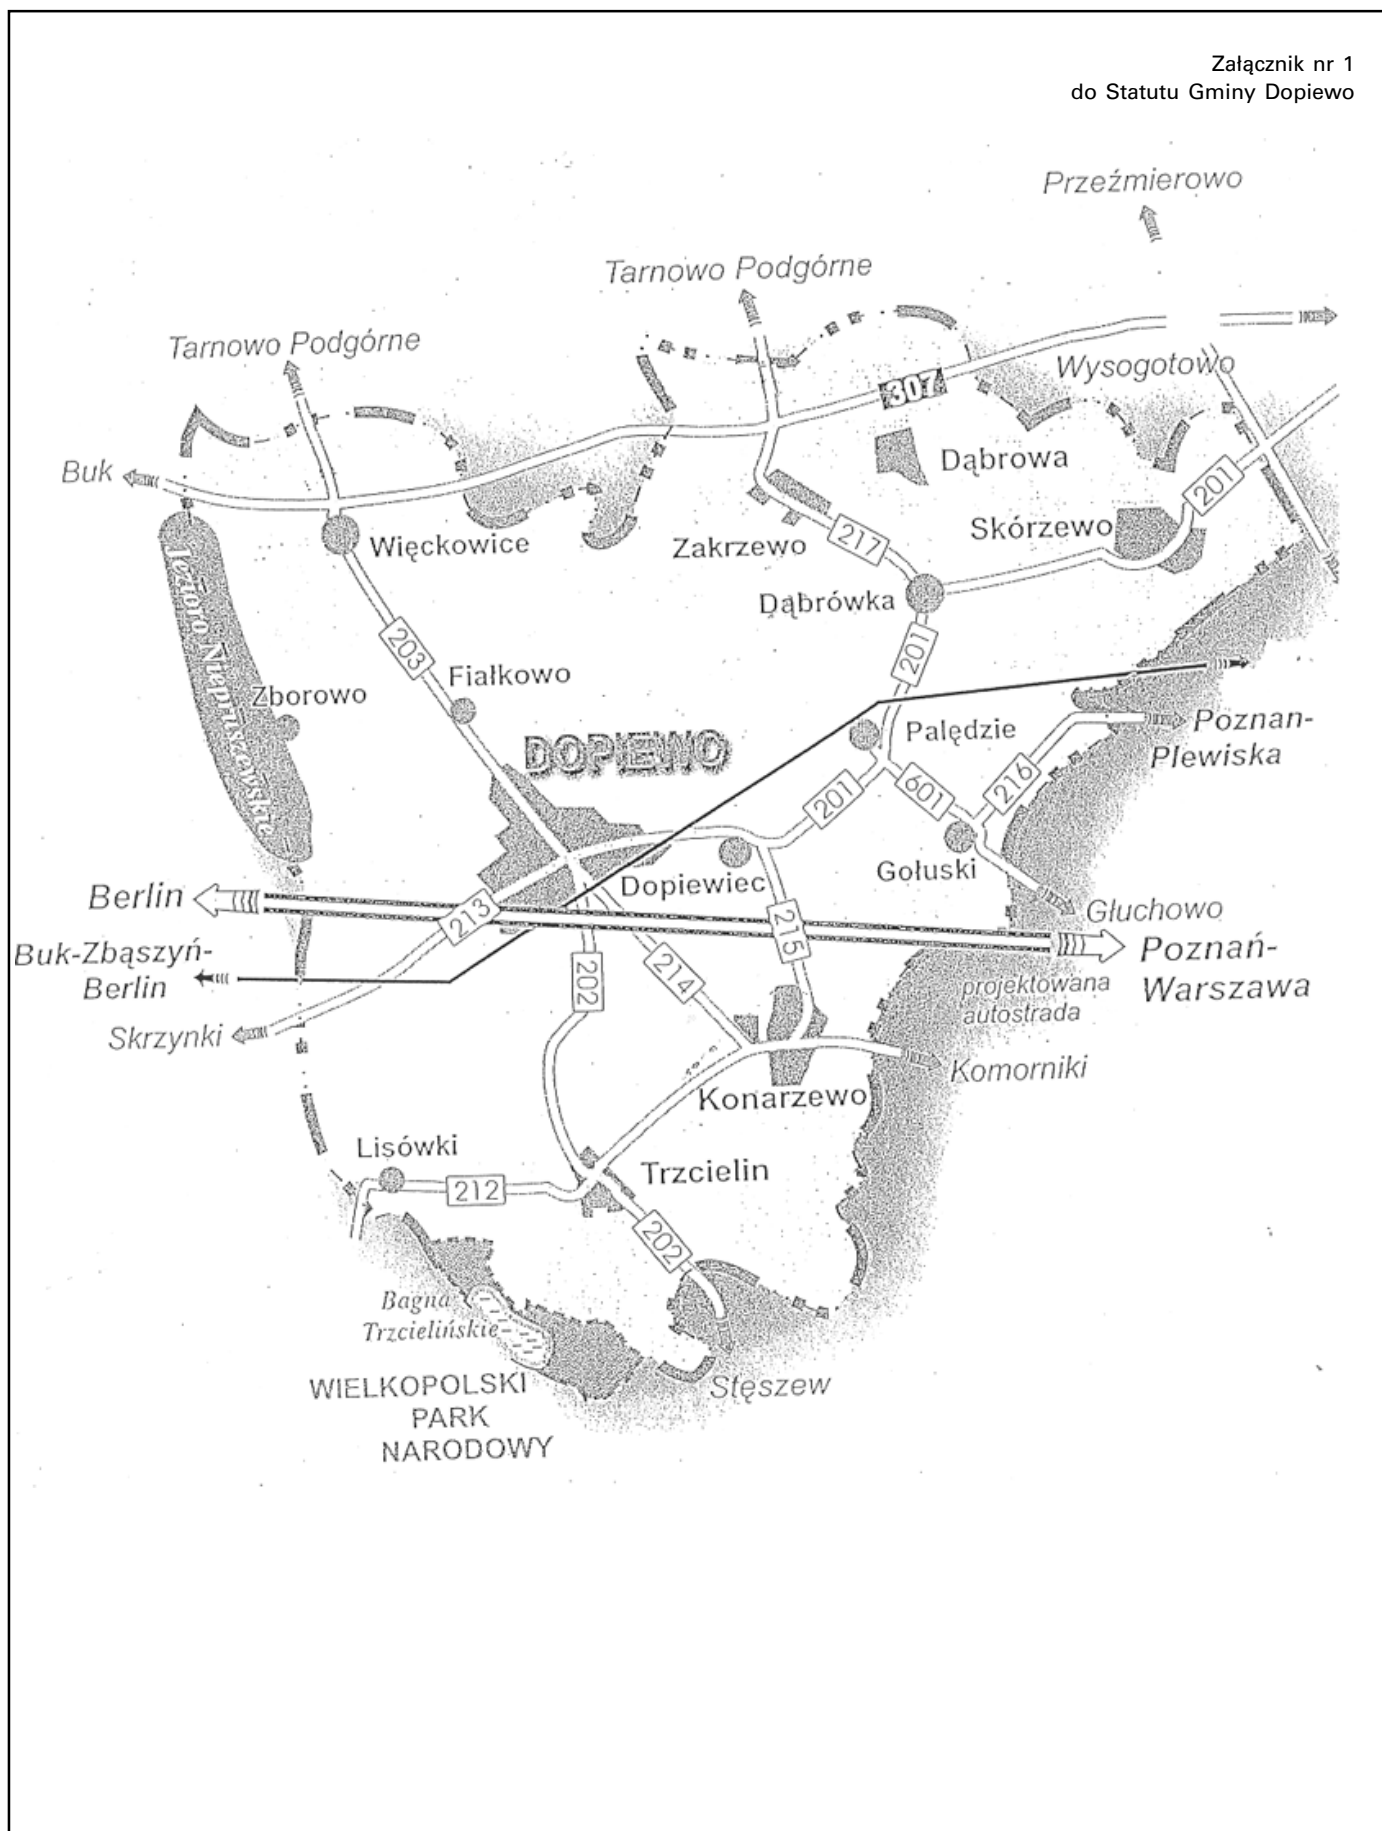 Załącznik nr 1
do Statutu Gminy Dopiewo
Przeźmierowo
Tarnowo Podgórne
Tarnowo Podgórne
Wysogotowo
307
Buk
Dąbrowa
201
Więckowice
Zakrzewo
217
Skórzewo
Jezioro Niepruszewskie
Dąbrówka
203
Fiałkowo
201
Zborowo
DOPIEWO
Palędzie
Poznan-
Plewiska
201
601
216
Dopiewiec
Gołuski
Berlin
213
215
Głuchowo
Buk-Zbąszyń-
Berlin
202
214
Poznań-
Warszawa
projektowana
autostrada
Skrzynki
Komorniki
Konarzewo
Lisówki
212
Trzcielin
202
Bagna
Trzcielińskie
WIELKOPOLSKI
PARK
NARODOWY
Stęszew